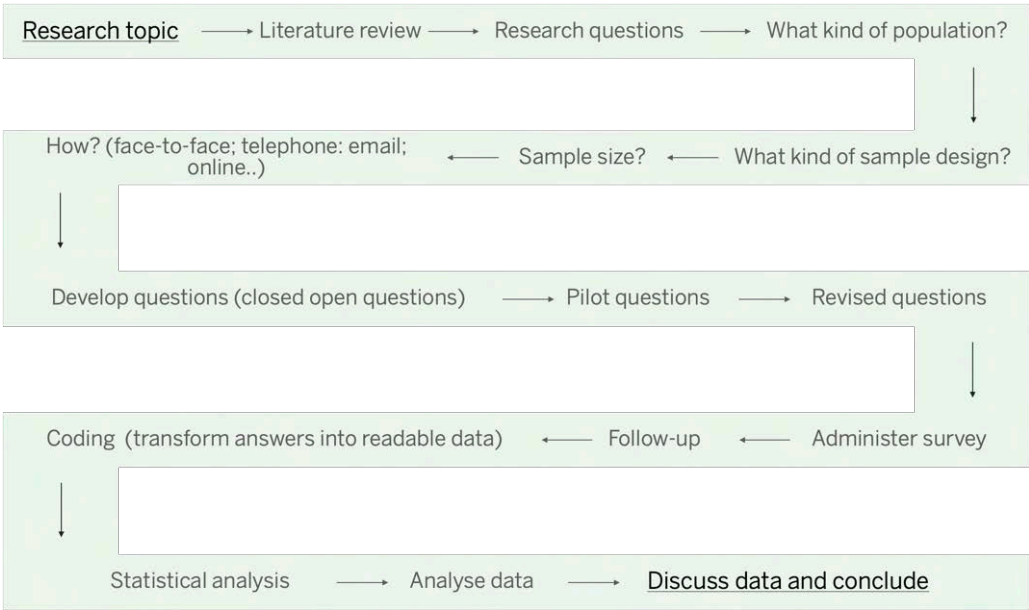 Research topic Literature review Research questions What kind of population?
How? (face-to-face; telephone: email;
online..) Sample size? What kind of sample design?
Develop questions (closed open questions) Pilot questions Revised questions
Coding (transform answers into readable data) Follow-up Administer survey
Statistical analysis Analyse data Discuss data and conclude